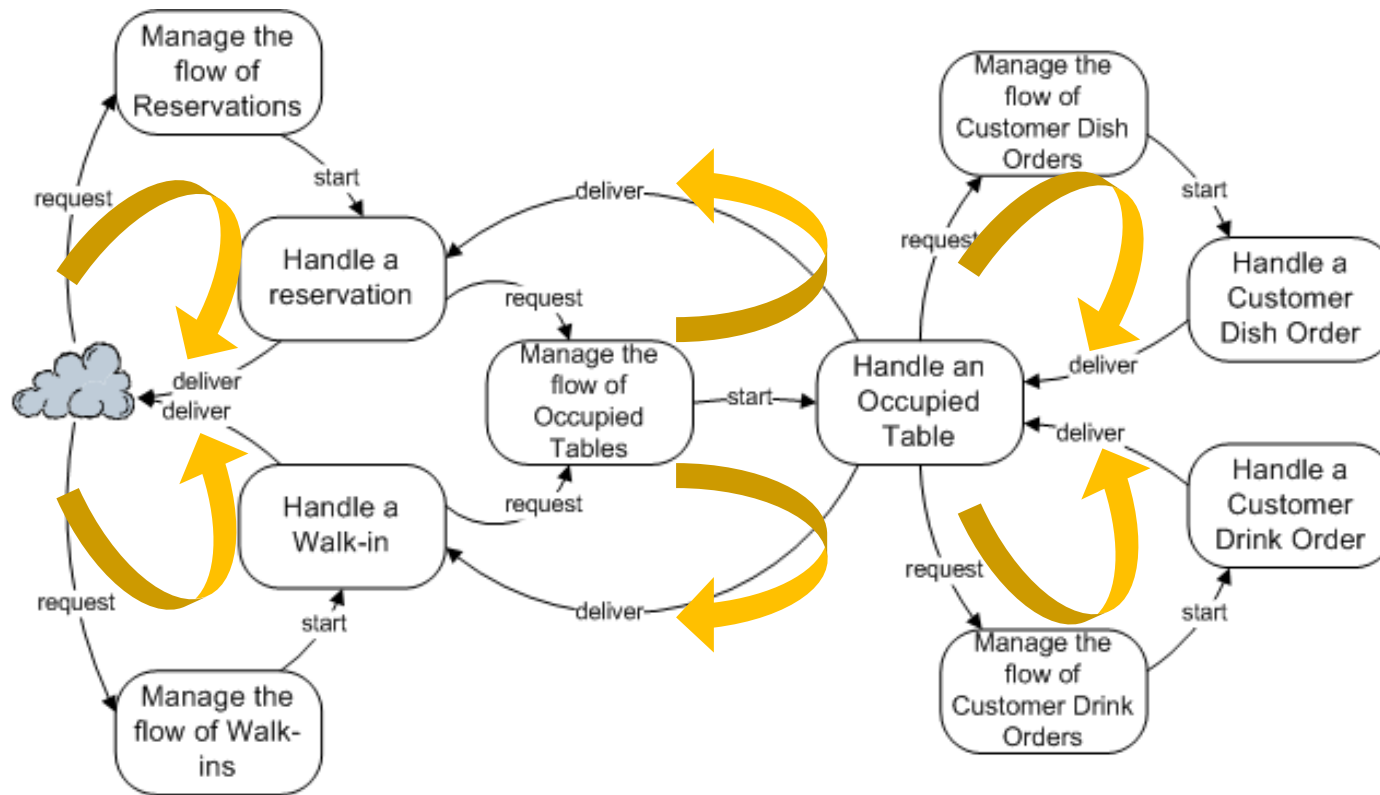 Manage the
flow of
Reservations
request
start
Handle a
reservation
deliver
deliver
Handle a
Walk-in
start
request
Manage the
flow of Walk-
ins
deliver
request
Manage the
flow of
Occupied
Tables
request
deliver
start
Handle an
Occupied
Table
Manage the
flow of
Customer Dish
Orders
request
start
Handle a
Customer
Dish Order
deliver
deliver
Handle a
Customer
Drink Order
request
start
Manage the
flow of
Customer Drink
Orders